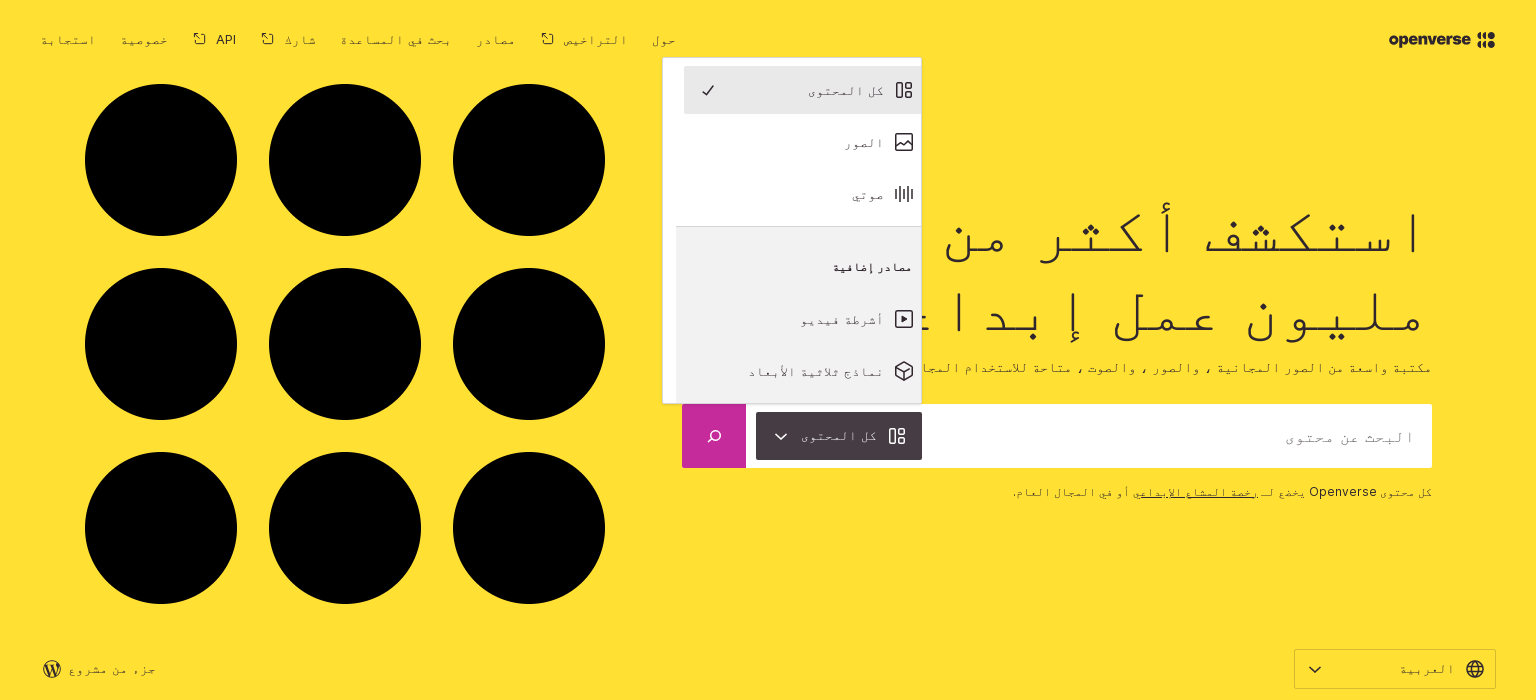 openverse
حول
التراخيص
مصادر
بحث في المساعدة
شارك
API
خصوصية
استجابة
كل المحتوى
الصور
صوتي
مصادر إضافية
أشرطة فيديو
نماذج ثلاثية الأبعاد
استكشف أكثر من
مليون عمل إبداع
مكتبة واسعة من الصور المجانية ، والصور ، والصوت ، متاحة للاستخدام المجا
البحث عن محتوى
كل المحتوى
كل محتوى Openverse يخضع لـ رخصة المشاع الإبداعي أو في المجال العام.
العربية
جزء من مشروع